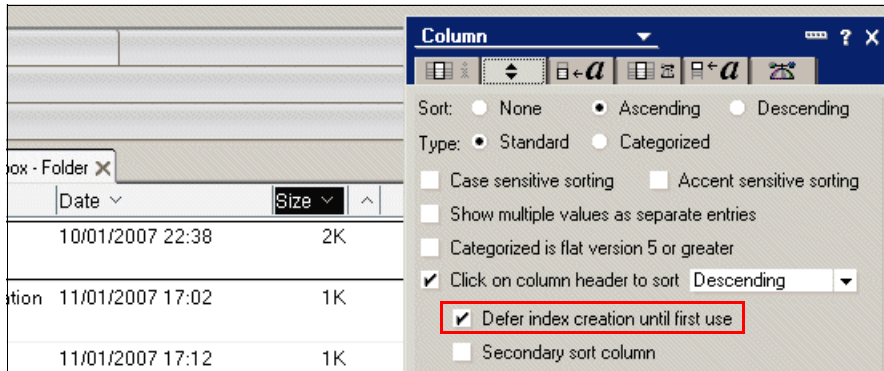 Column ?
Sort: None Ascending Descending
Type: Standard Categorized
Case sensitive sorting Accent sensitive sorting
Show multiple values as separate entries
Categorized is flat version 5 or greater
Click on column header to sort Descending
Defer index creation until first use
Secondary sort column
ox - Folder
Date Size
10/01/2007 22:38 2K
ation 11/01/2007 17:02 1K
11/01/2007 17:12 1K